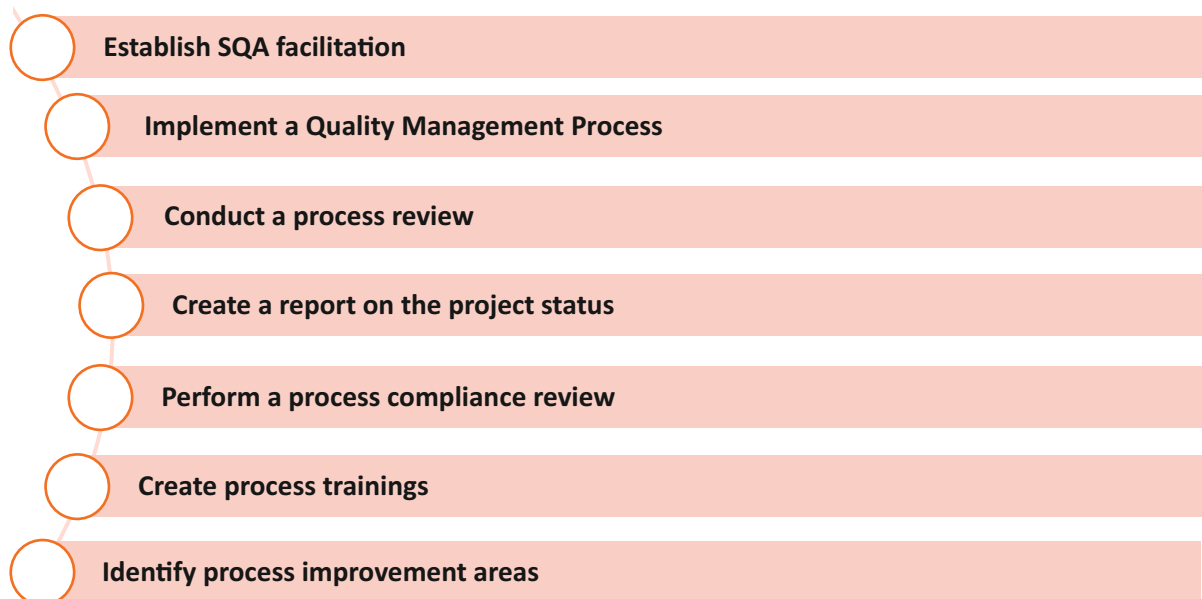 Establish SQA facilitation
Implement a Quality Management Process
Conduct a process review
Create a report on the project status
Perform a process compliance review
Create process trainings
Identify process improvement areas